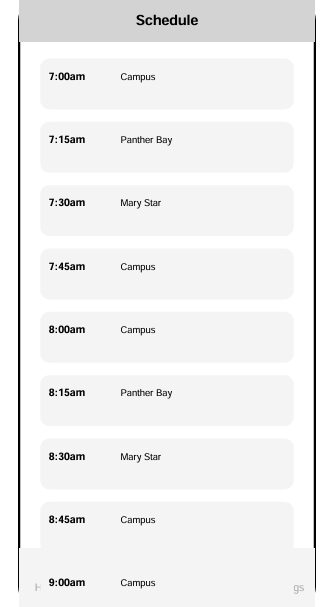 Schedule
7:00am Campus
7:15am Panther Bay
7:30am Mary Star
7:45am Campus
8:00am Campus
8:15am Panther Bay
8:30am Mary Star
8:45am Campus
9:00am Campus